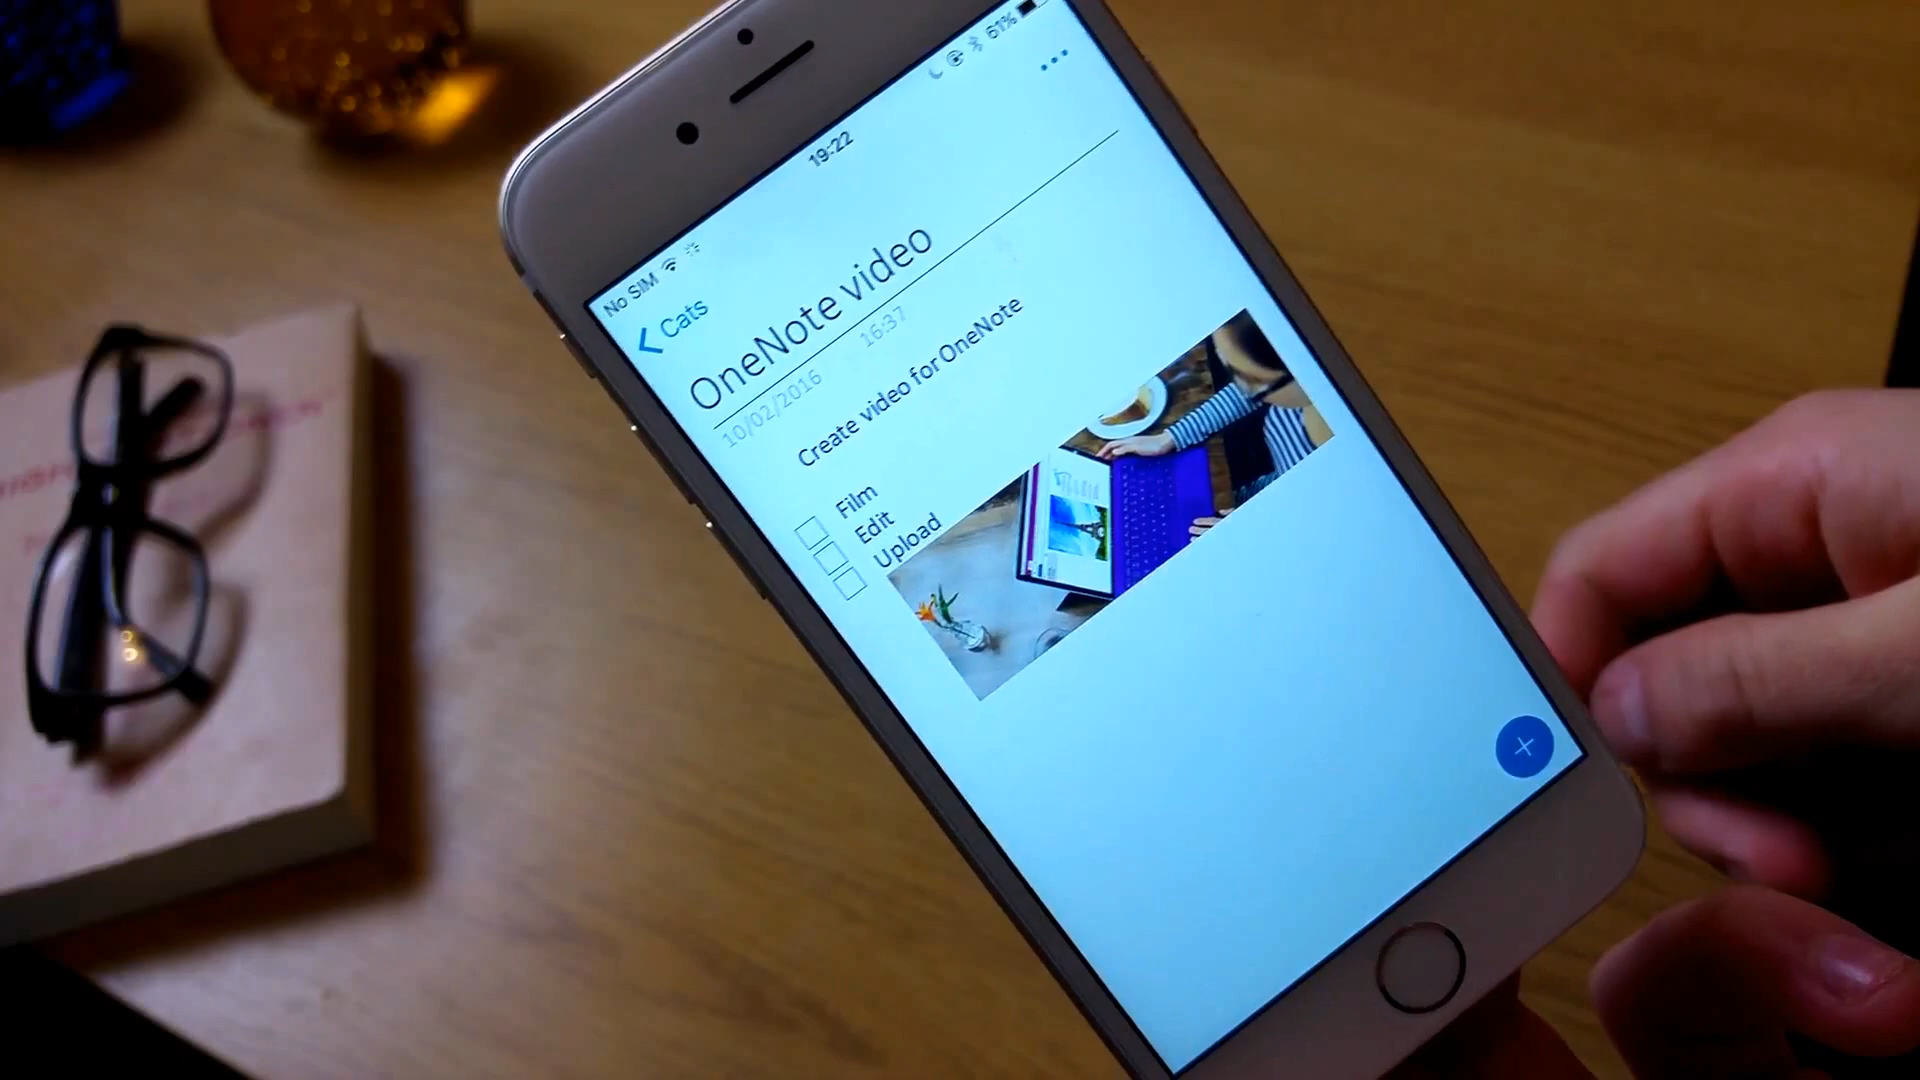 No SIM 19:22 61%
Cats
OneNote video
10/02/2016 16:37
Create video for OneNote
Film
Edit
Upload